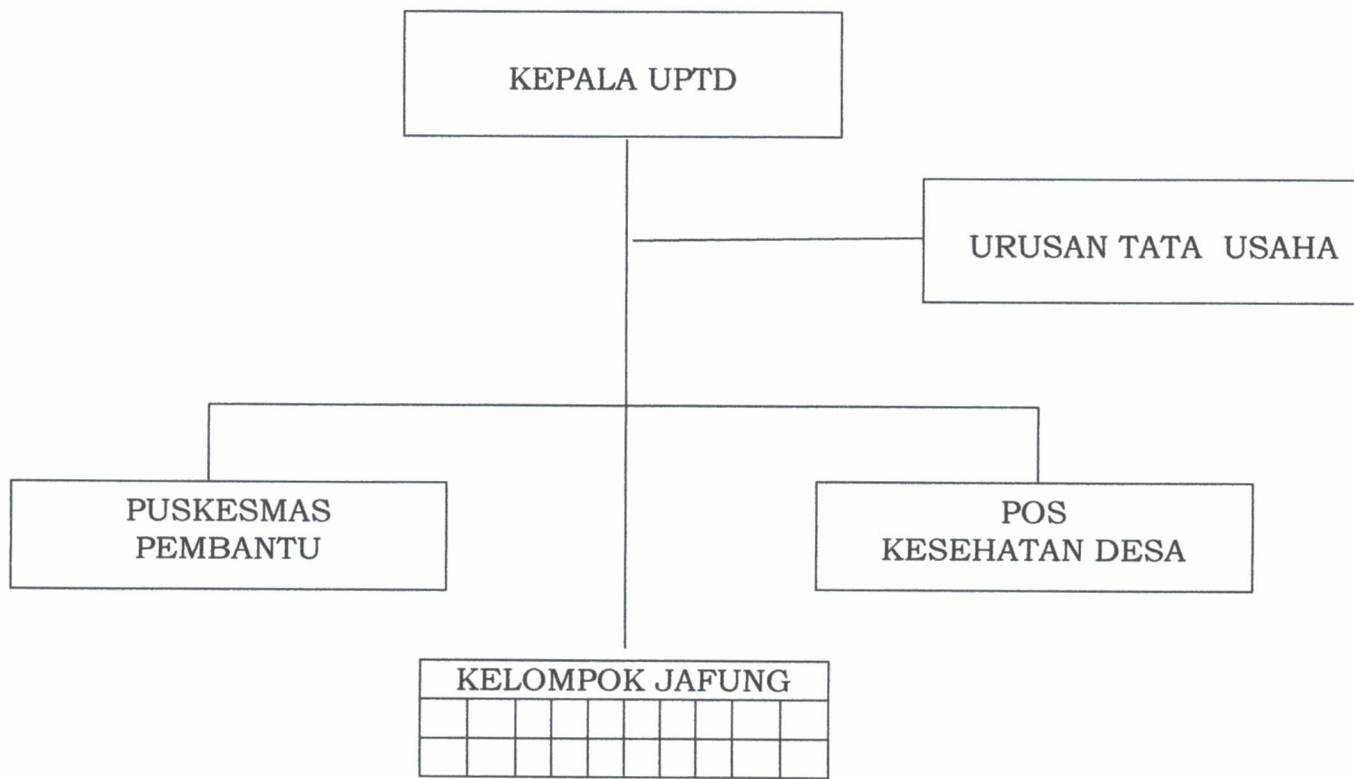 KEPALA UPTD
URUSAN TATA USAHA
PUSKESMAS
PEMBANTU
POS
KESEHATAN DESA
KELOMPOK JAFUNG